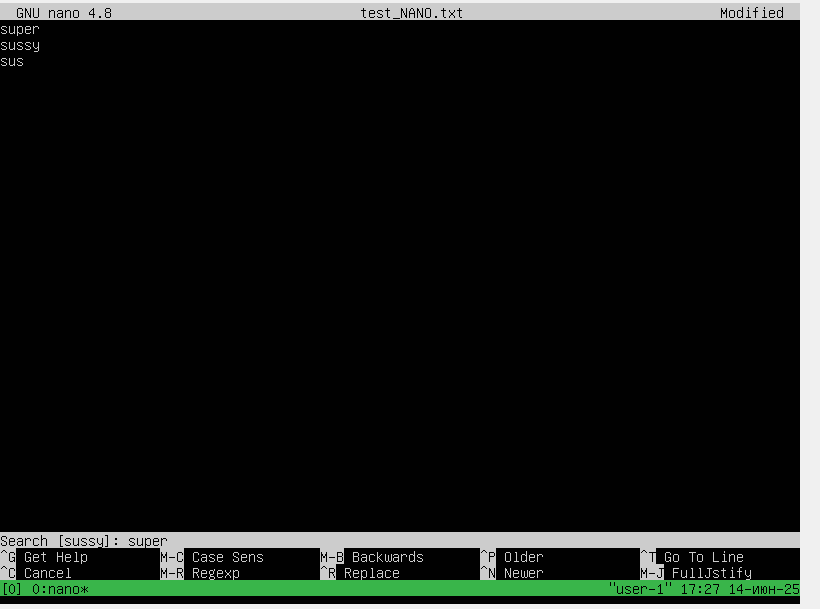 GNU nano 4.8 test_NANO.txt Modified
super
sussy
sus
Search [sussy]: super
^G Get Help M-C Case Sens M-B Backwards ^P Older ^T Go To Line
^C Cancel M-R Regexp ^R Replace ^N Newer M-J FullJstify
[0] 0:nano* "user-1" 17:27 14-июн-25